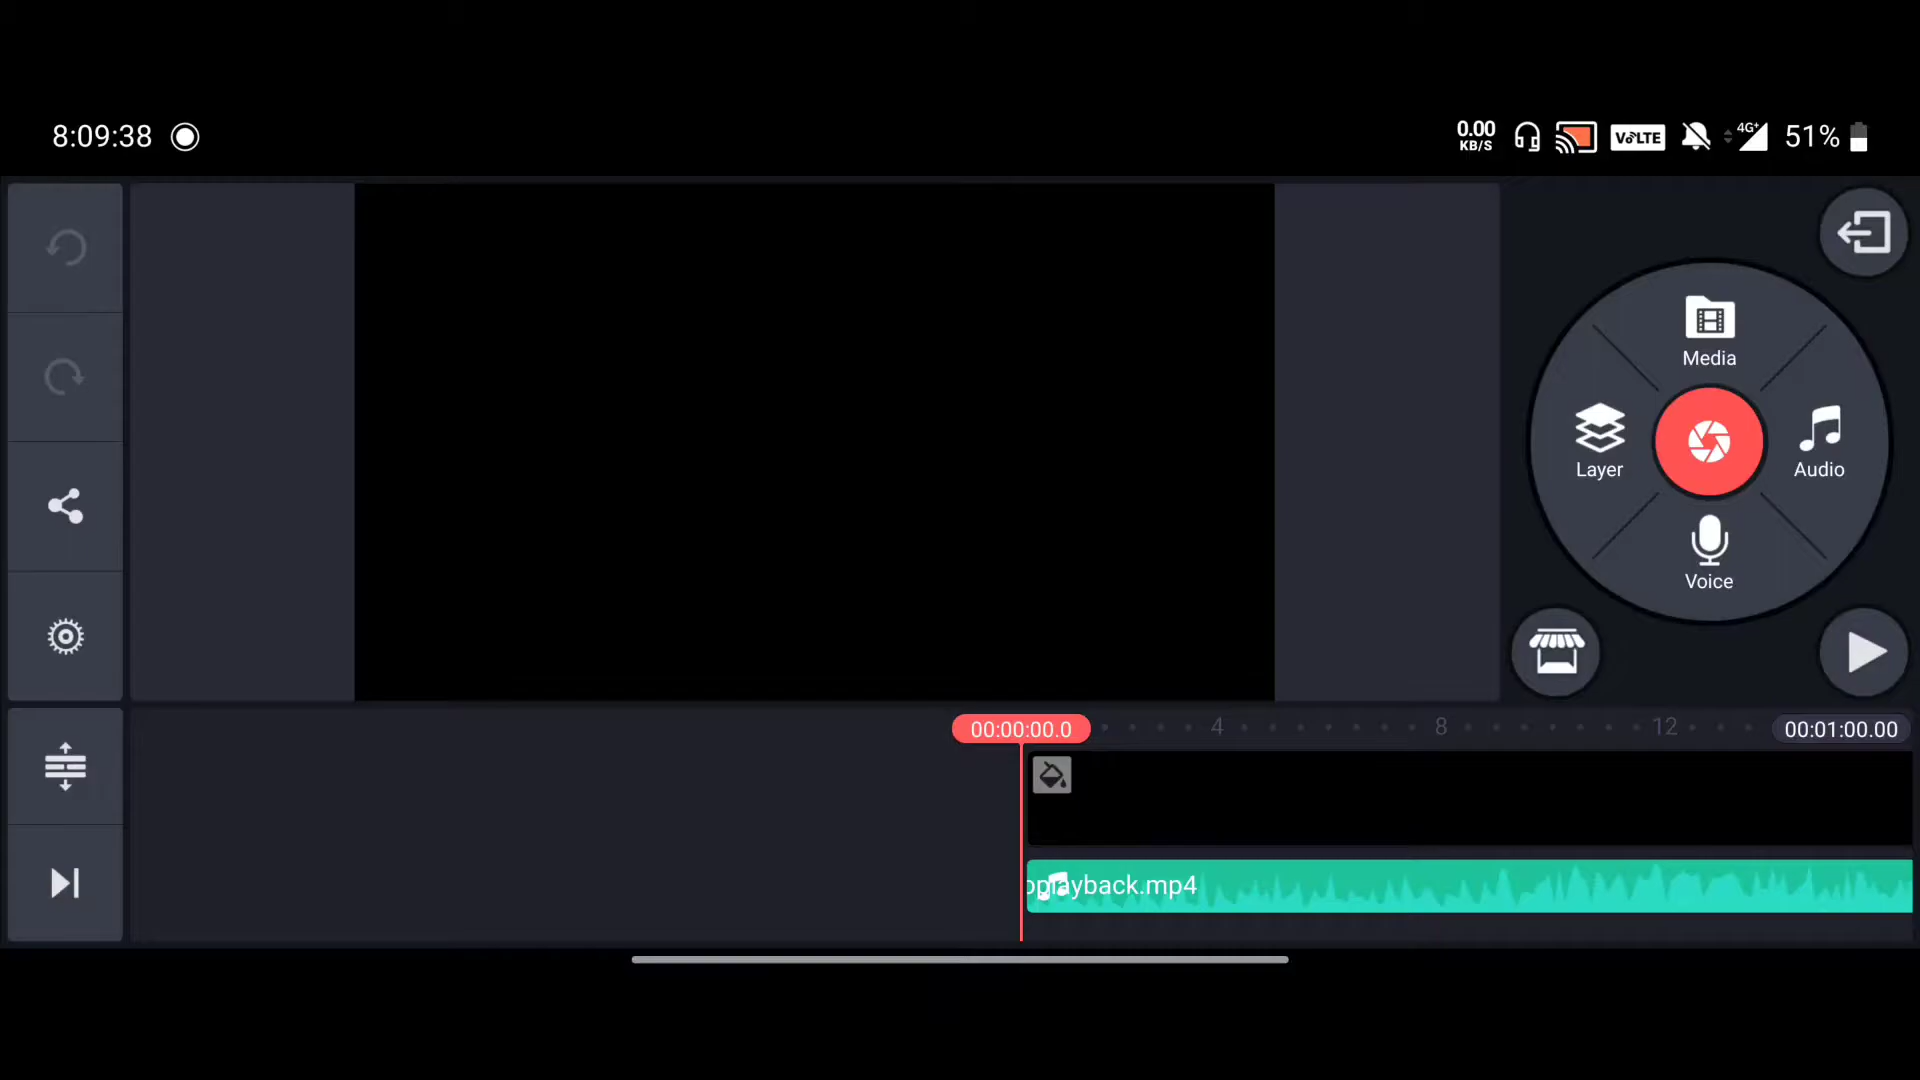 8:09:38
0.00
KB/S
VoLTE
4G+
51%
Media
Layer
Audio
Voice
00:00:00.0
4
8
12
00:01:00.00
oplayback.mp4